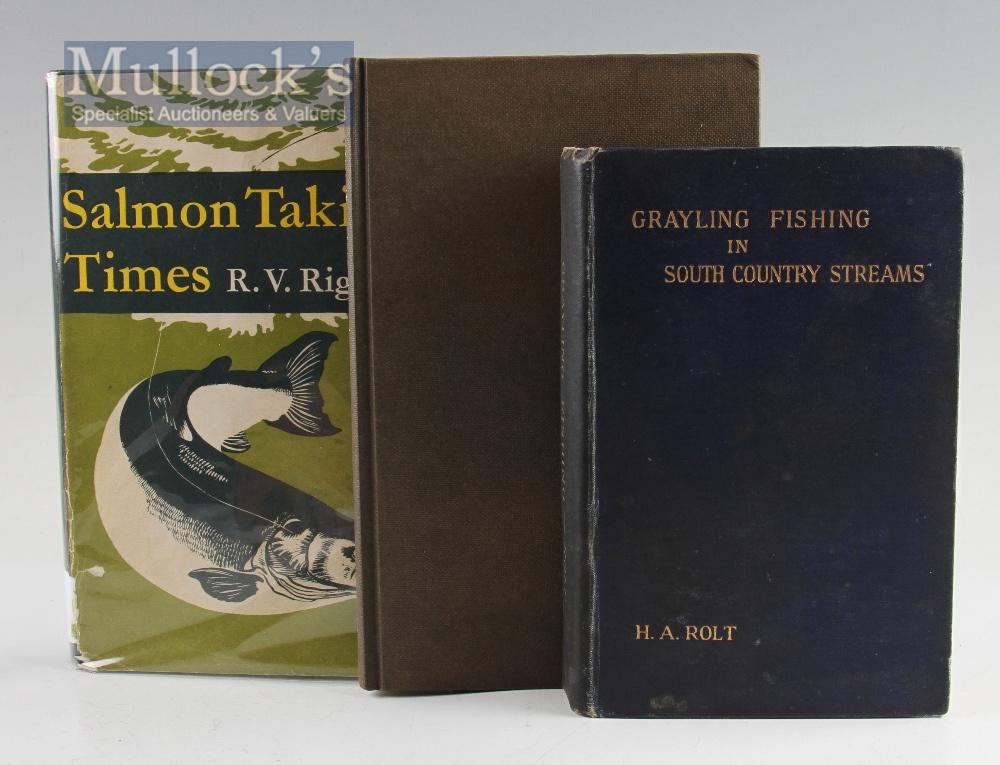 Mullock's
Specialist Auctioneers & Valuers
Salmon Taki
Times R. V. Rig
GRAYLING FISHING
IN
SOUTH COUNTRY STREAMS
H. A. ROLT